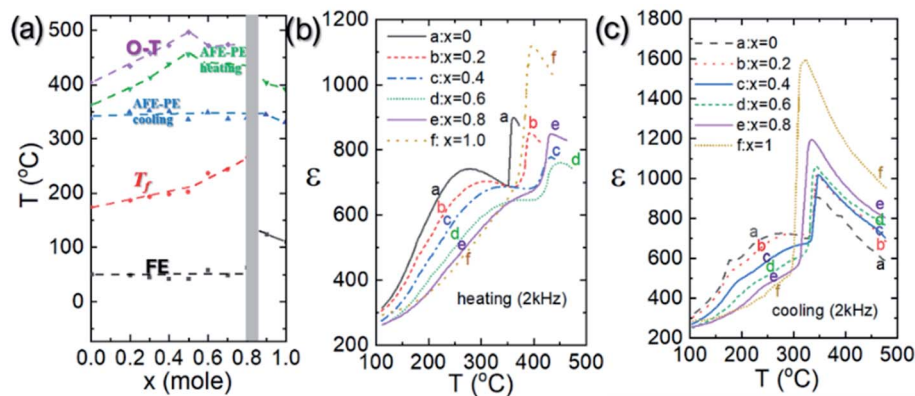 (a)
500
400
300
200
100
0
T (°C)
O-T
AFE-PE
heating
AFE-PE
cooling
Tf
FE
0.0 0.2 0.4 0.6 0.8 1.0
x (mole)
(b)
1200
1000
800
600
400
200
ε
a:x=0
b:x=0.2
c:x=0.4
d:x=0.6
e:x=0.8
f: x=1.0
f
a
b
e
c
d
a
b
c
d
e
f
heating (2kHz)
100 200 300 400 500
T (°C)
(c)
1800
1600
1400
1200
1000
800
600
400
200
ε
a:x=0
b:x=0.2
c:x=0.4
d:x=0.6
e:x=0.8
f:x=1
f
e
d
c
b
a
a
b
c
d
e
f
cooling (2kHz)
100 200 300 400 500
T (°C)